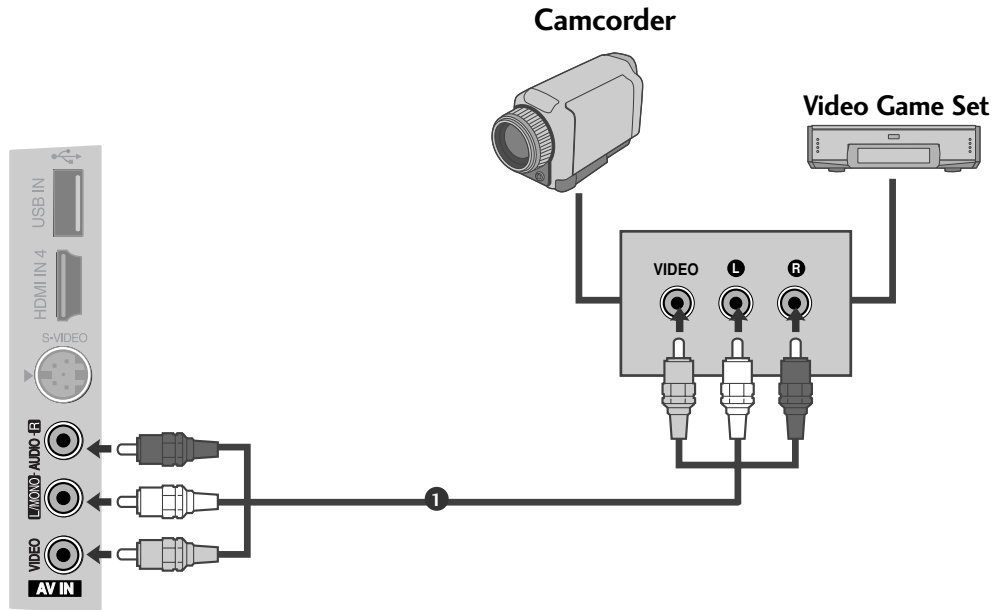 Camcorder
Video Game Set
VIDEO
L
R
USB IN
HDMI IN 4
S-VIDEO
L/MONO-AUDIO-R
VIDEO
AV IN
1